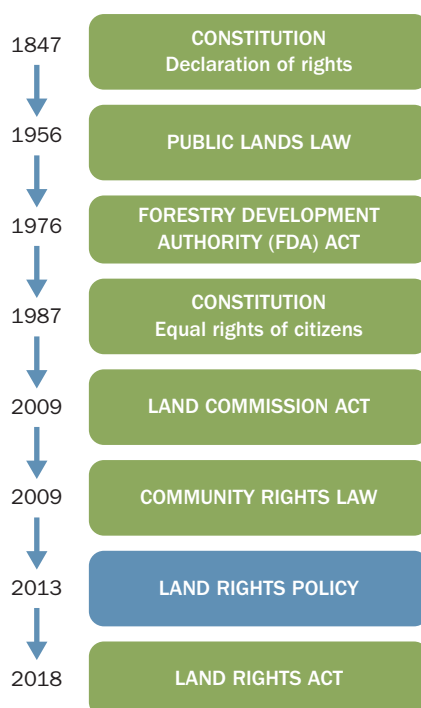 1847
CONSTITUTION
Declaration of rights
1956
PUBLIC LANDS LAW
1976
FORESTRY DEVELOPMENT
AUTHORITY (FDA) ACT
1987
CONSTITUTION
Equal rights of citizens
2009
LAND COMMISSION ACT
2009
COMMUNITY RIGHTS LAW
2013
LAND RIGHTS POLICY
2018
LAND RIGHTS ACT